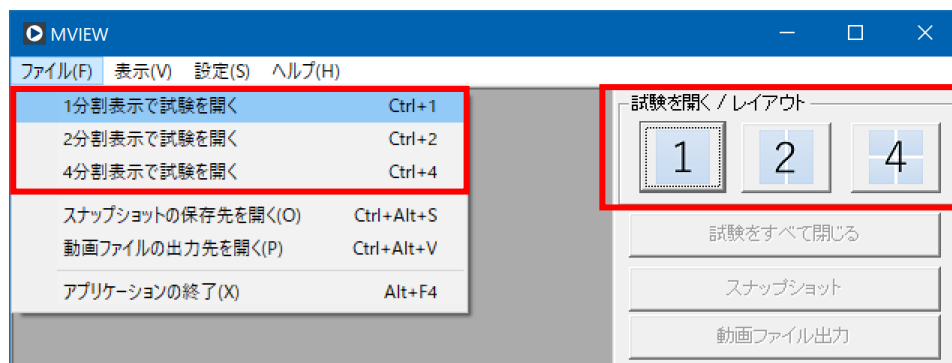 MVIEW
ファイル(F) 表示(V) 設定(S) ヘルプ(H)
1分割表示で試験を開く Ctrl+1
2分割表示で試験を開く Ctrl+2
4分割表示で試験を開く Ctrl+4
スナップショットの保存先を開く(O) Ctrl+Alt+S
動画ファイルの出力先を開く(P) Ctrl+Alt+V
アプリケーションの終了(X) Alt+F4
試験を開く / レイアウト
1 2 4
試験をすべて閉じる
スナップショット
動画ファイル出力